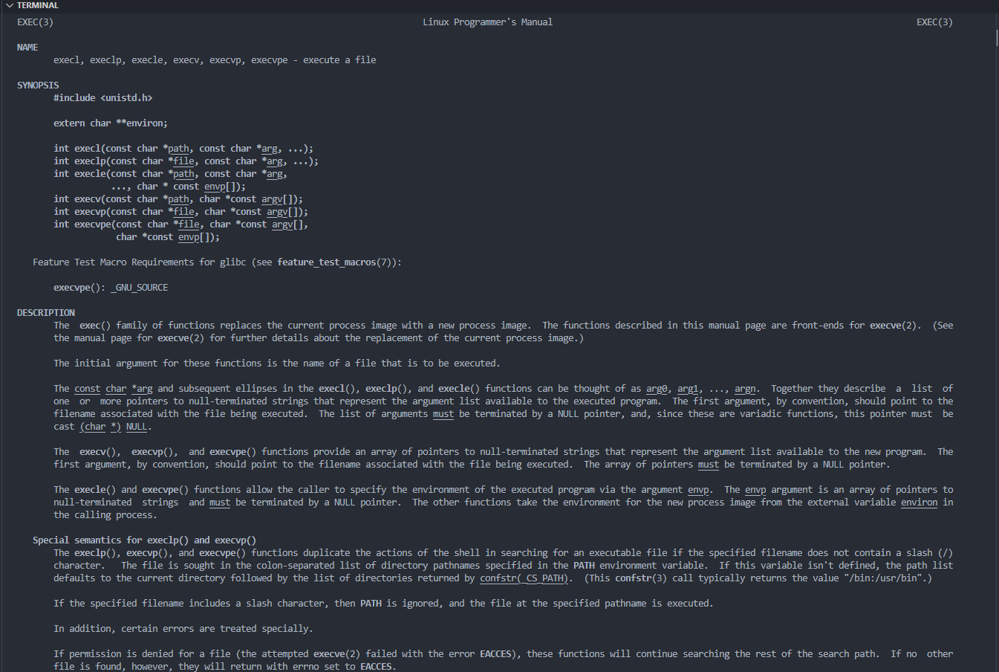 TERMINAL
EXEC(3) Linux Programmer's Manual EXEC(3)
NAME
execl, execlp, execle, execv, execvp, execvpe - execute a file
SYNOPSIS
#include <unistd.h>
extern char **environ;
int execl(const char *path, const char *arg, ...);
int execlp(const char *file, const char *arg, ...);
int execle(const char *path, const char *arg,
..., char * const envp[]);
int execv(const char *path, char *const argv[]);
int execvp(const char *file, char *const argv[]);
int execvpe(const char *file, char *const argv[],
char *const envp[]);
Feature Test Macro Requirements for glibc (see feature_test_macros(7)):
execvpe(): _GNU_SOURCE
DESCRIPTION
The  exec() family of functions replaces the current process image with a new process image.  The functions described in this manual page are front-ends for execve(2).  (See
the manual page for execve(2) for further details about the replacement of the current process image.)
The initial argument for these functions is the name of a file that is to be executed.
The const char *arg and subsequent ellipses in the execl(), execlp(), and execle() functions can be thought of as arg0, arg1, ..., argn.  Together they describe  a  list  of
one  or  more pointers to null-terminated strings that represent the argument list available to the executed program.  The first argument, by convention, should point to the
filename associated with the file being executed.  The list of arguments must be terminated by a NULL pointer, and, since these are variadic functions, this pointer must  be
cast (char *) NULL.
The  execv(),  execvp(),  and execvpe() functions provide an array of pointers to null-terminated strings that represent the argument list available to the new program.  The
first argument, by convention, should point to the filename associated with the file being executed.  The array of pointers must be terminated by a NULL pointer.
The execle() and execvpe() functions allow the caller to specify the environment of the executed program via the argument envp.  The envp argument is an array of pointers to
null-terminated  strings  and must be terminated by a NULL pointer.  The other functions take the environment for the new process image from the external variable environ in
the calling process.
Special semantics for execlp() and execvp()
The execlp(), execvp(), and execvpe() functions duplicate the actions of the shell in searching for an executable file if the specified filename does not contain a slash (/)
character.   The file is sought in the colon-separated list of directory pathnames specified in the PATH environment variable.  If this variable isn't defined, the path list
defaults to the current directory followed by the list of directories returned by confstr(_CS_PATH).  (This confstr(3) call typically returns the value "/bin:/usr/bin".)
If the specified filename includes a slash character, then PATH is ignored, and the file at the specified pathname is executed.
In addition, certain errors are treated specially.
If permission is denied for a file (the attempted execve(2) failed with the error EACCES), these functions will continue searching the rest of the search path.  If no  other
file is found, however, they will return with errno set to EACCES.